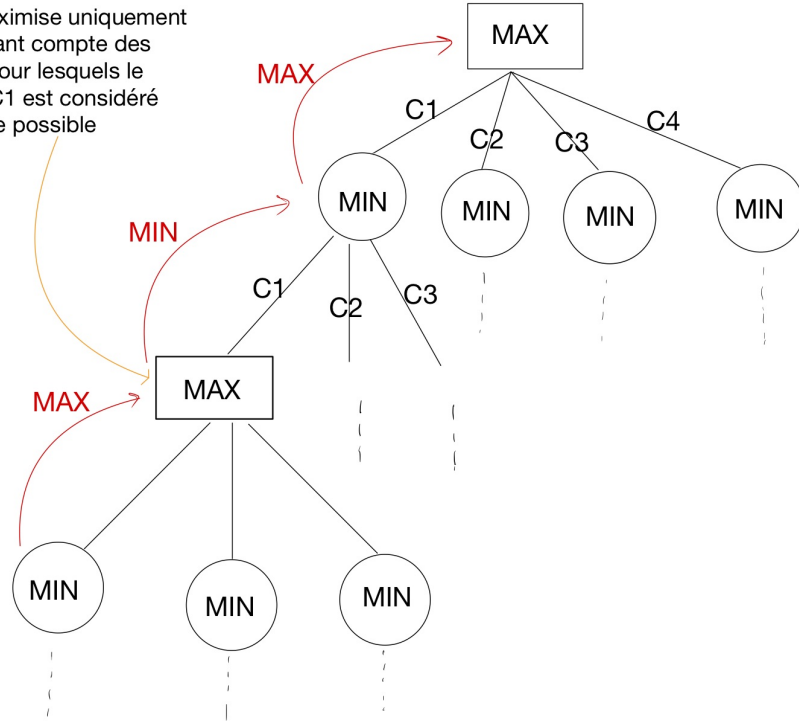 ximise uniquement
ant compte des
our lesquels le
C1 est considéré
e possible
MAX
MAX
C1
C2
C3
C4
MIN
MIN
MIN
MIN
MIN
C1
C2
C3
MAX
MAX
MIN
MIN
MIN